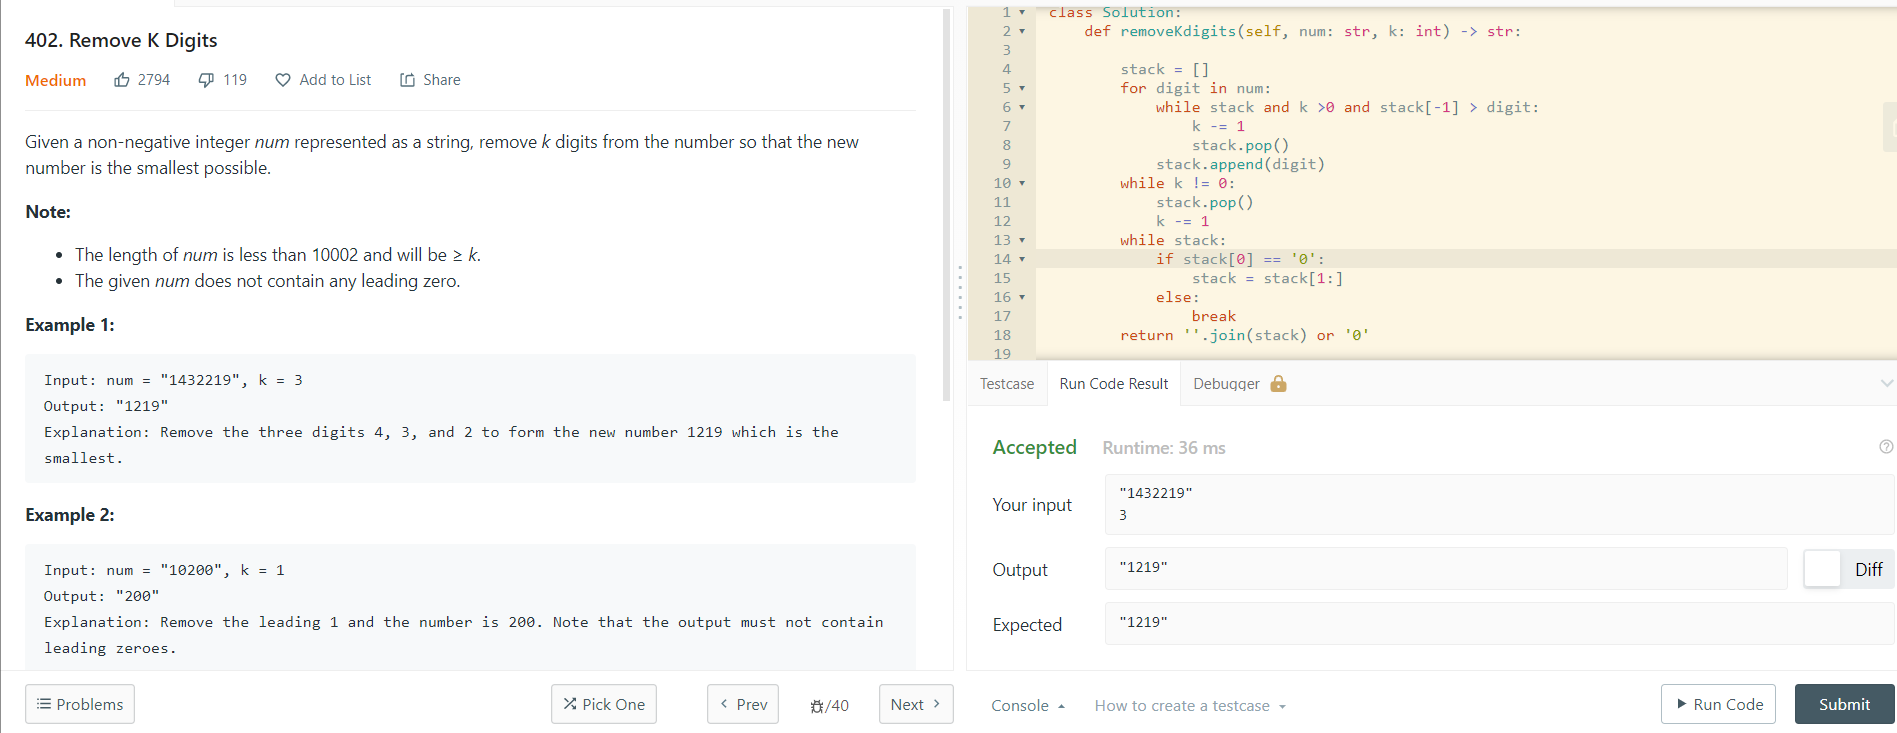 402. Remove K Digits
Medium 2794 119 Add to List Share
Given a non-negative integer num represented as a string, remove k digits from the number so that the new
number is the smallest possible.
Note:
• The length of num is less than 10002 and will be ≥ k.
• The given num does not contain any leading zero.
Example 1:
Input: num = "1432219", k = 3
Output: "1219"
Explanation: Remove the three digits 4, 3, and 2 to form the new number 1219 which is the
smallest.
Example 2:
Input: num = "10200", k = 1
Output: "200"
Explanation: Remove the leading 1 and the number is 200. Note that the output must not contain
leading zeroes.
Problems Pick One Prev /40 Next
1 class Solution:
2     def removeKdigits(self, num: str, k: int) -> str:
3
4         stack = []
5         for digit in num:
6             while stack and k >0 and stack[-1] > digit:
7                 k -= 1
8                 stack.pop()
9             stack.append(digit)
10         while k != 0:
11             stack.pop()
12             k -= 1
13         while stack:
14             if stack[0] == '0':
15                 stack = stack[1:]
16             else:
17                 break
18         return ''.join(stack) or '0'
19
Testcase Run Code Result Debugger
Accepted Runtime: 36 ms
Your input
"1432219"
3
Output "1219" Diff
Expected "1219"
Console How to create a testcase Run Code Submit